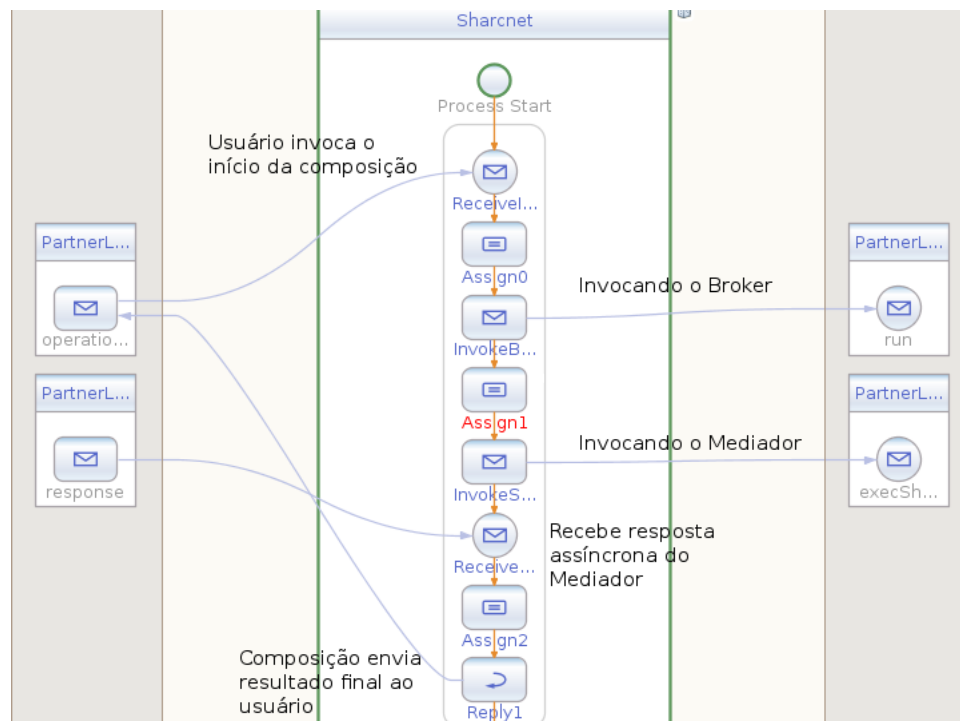 Sharcnet
Process Start
Usuário invoca o
início da composição
ReceiveI...
PartnerL...
operatio...
Assign0
Invocando o Broker
InvokeB...
PartnerL...
run
PartnerL...
response
Assign1
Invocando o Mediador
InvokeS...
PartnerL...
execSh...
Receive...
Recebe resposta
assíncrona do
Mediador
Assign2
Composição envia
resultado final ao
usuário
Reply1